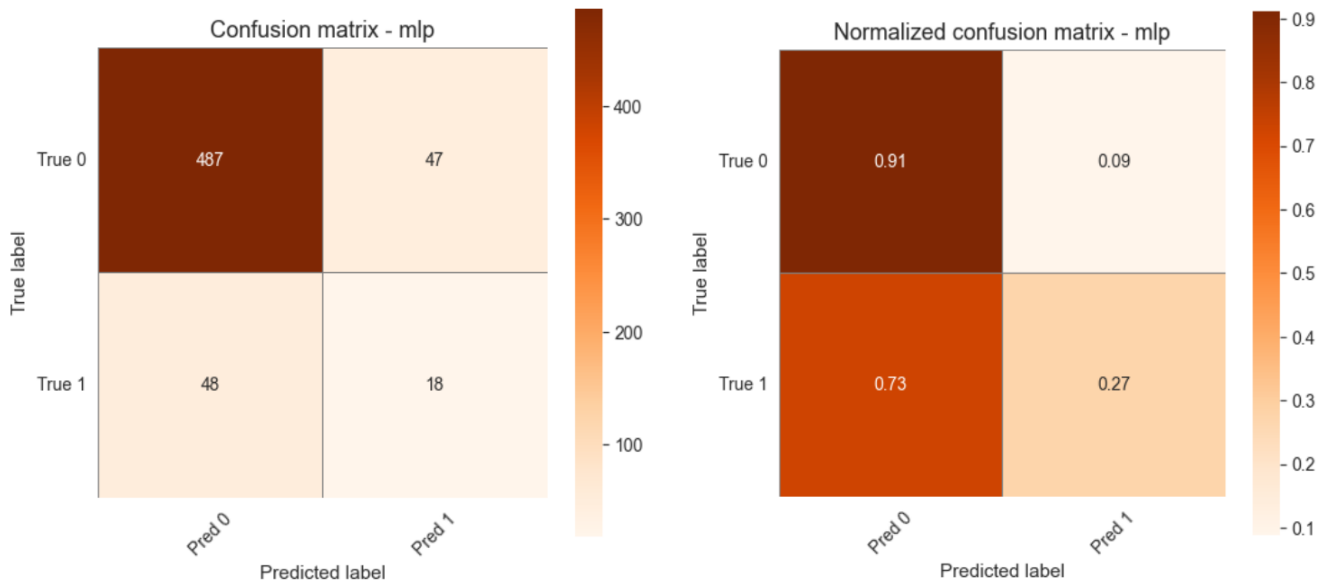 Confusion matrix - mlp
True label
True 0
487
47
True 1
48
18
Pred 0
Pred 1
Predicted label
400
300
200
100
Normalized confusion matrix - mlp
True label
True 0
0.91
0.09
True 1
0.73
0.27
Pred 0
Pred 1
Predicted label
0.9
0.8
0.7
0.6
0.5
0.4
0.3
0.2
0.1